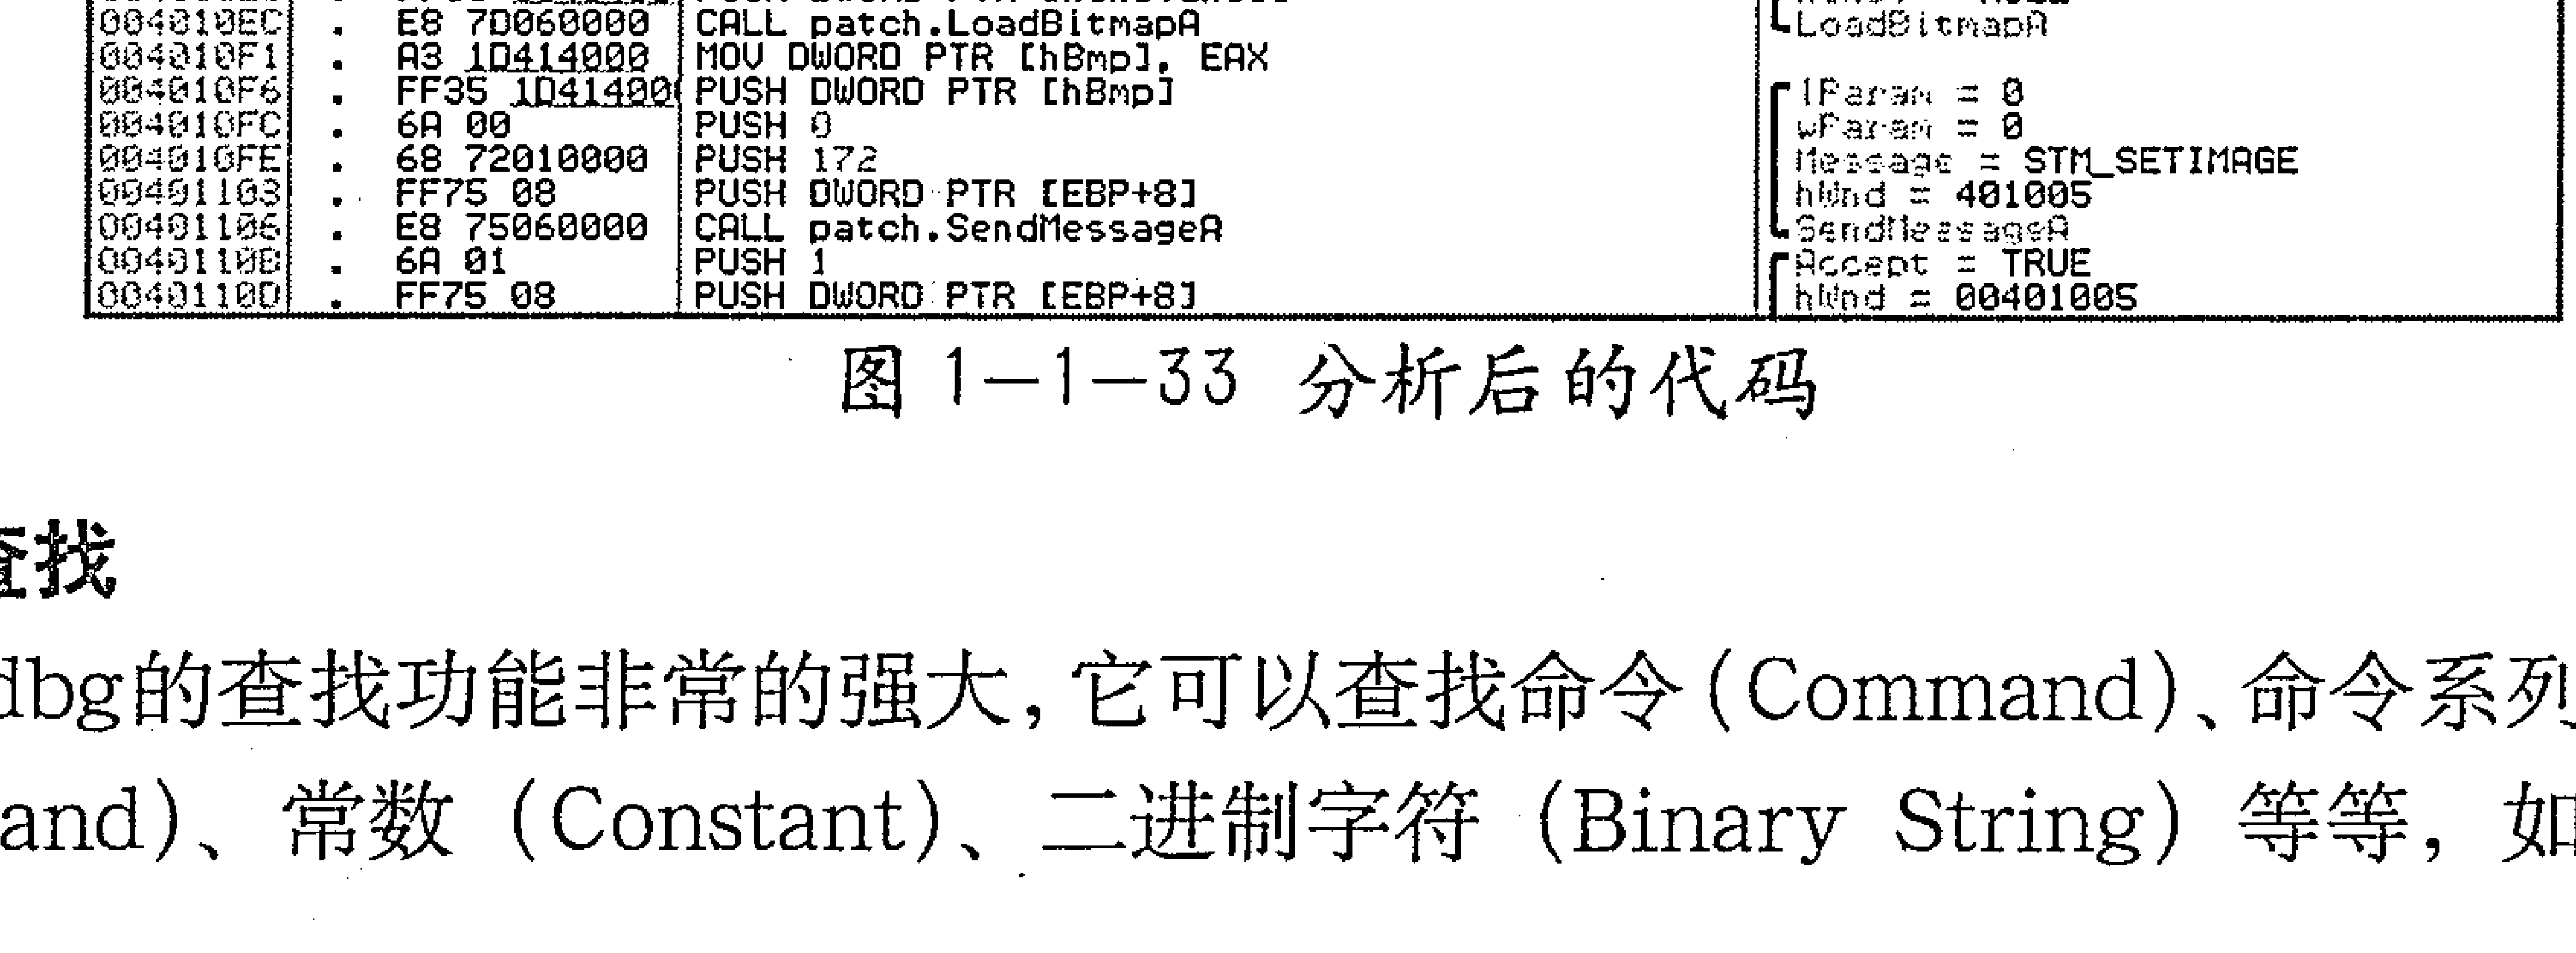 004010EC . E8 7D060000 CALL patch.LoadBitmapA LoadBitmapA
004010F1 . A3 1D414000 MOV DWORD PTR [hBmp], EAX
004010F6 . FF35 1D41400 PUSH DWORD PTR [hBmp] lParam = 0
004010FC . 6A 00 PUSH 0 wParam = 0
004010FE . 68 72010000 PUSH 172 Message = STM_SETIMAGE
00401103 . FF75 08 PUSH DWORD PTR [EBP+8] hWnd = 401005
00401106 . E8 75060000 CALL patch.SendMessageA SendMessageA
0040110B . 6A 01 PUSH 1 Accept = TRUE
0040110D . FF75 08 PUSH DWORD PTR [EBP+8] hWnd = 00401005
图 1-1-33 分析后的代码
查找
dbg的查找功能非常的强大,它可以查找命令(Command)、命令系列
and)、常数 (Constant)、二进制字符 (Binary String) 等等, 如